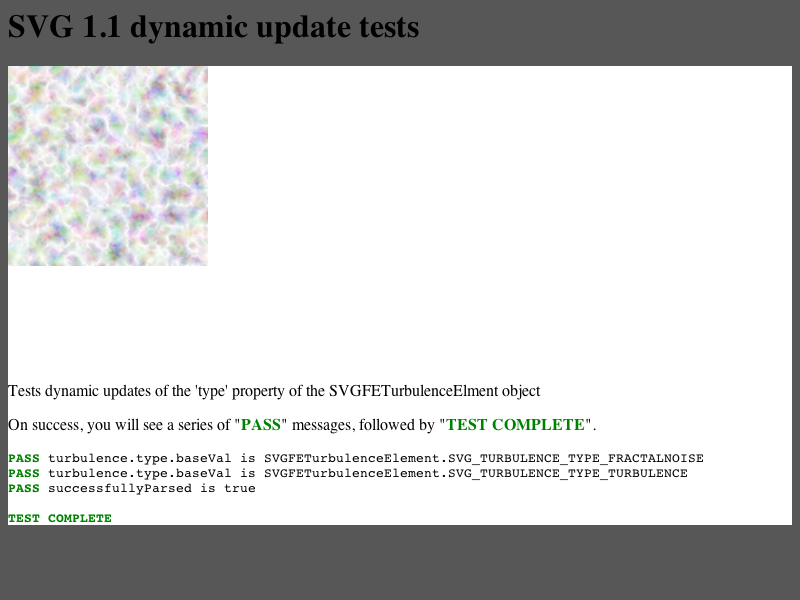 SVG 1.1 dynamic update tests
Tests dynamic updates of the 'type' property of the SVGFETurbulenceElment object
On success, you will see a series of "PASS" messages, followed by "TEST COMPLETE".
PASS turbulence.type.baseVal is SVGFETurbulenceElement.SVG_TURBULENCE_TYPE_FRACTALNOISE
PASS turbulence.type.baseVal is SVGFETurbulenceElement.SVG_TURBULENCE_TYPE_TURBULENCE
PASS successfullyParsed is true
TEST COMPLETE